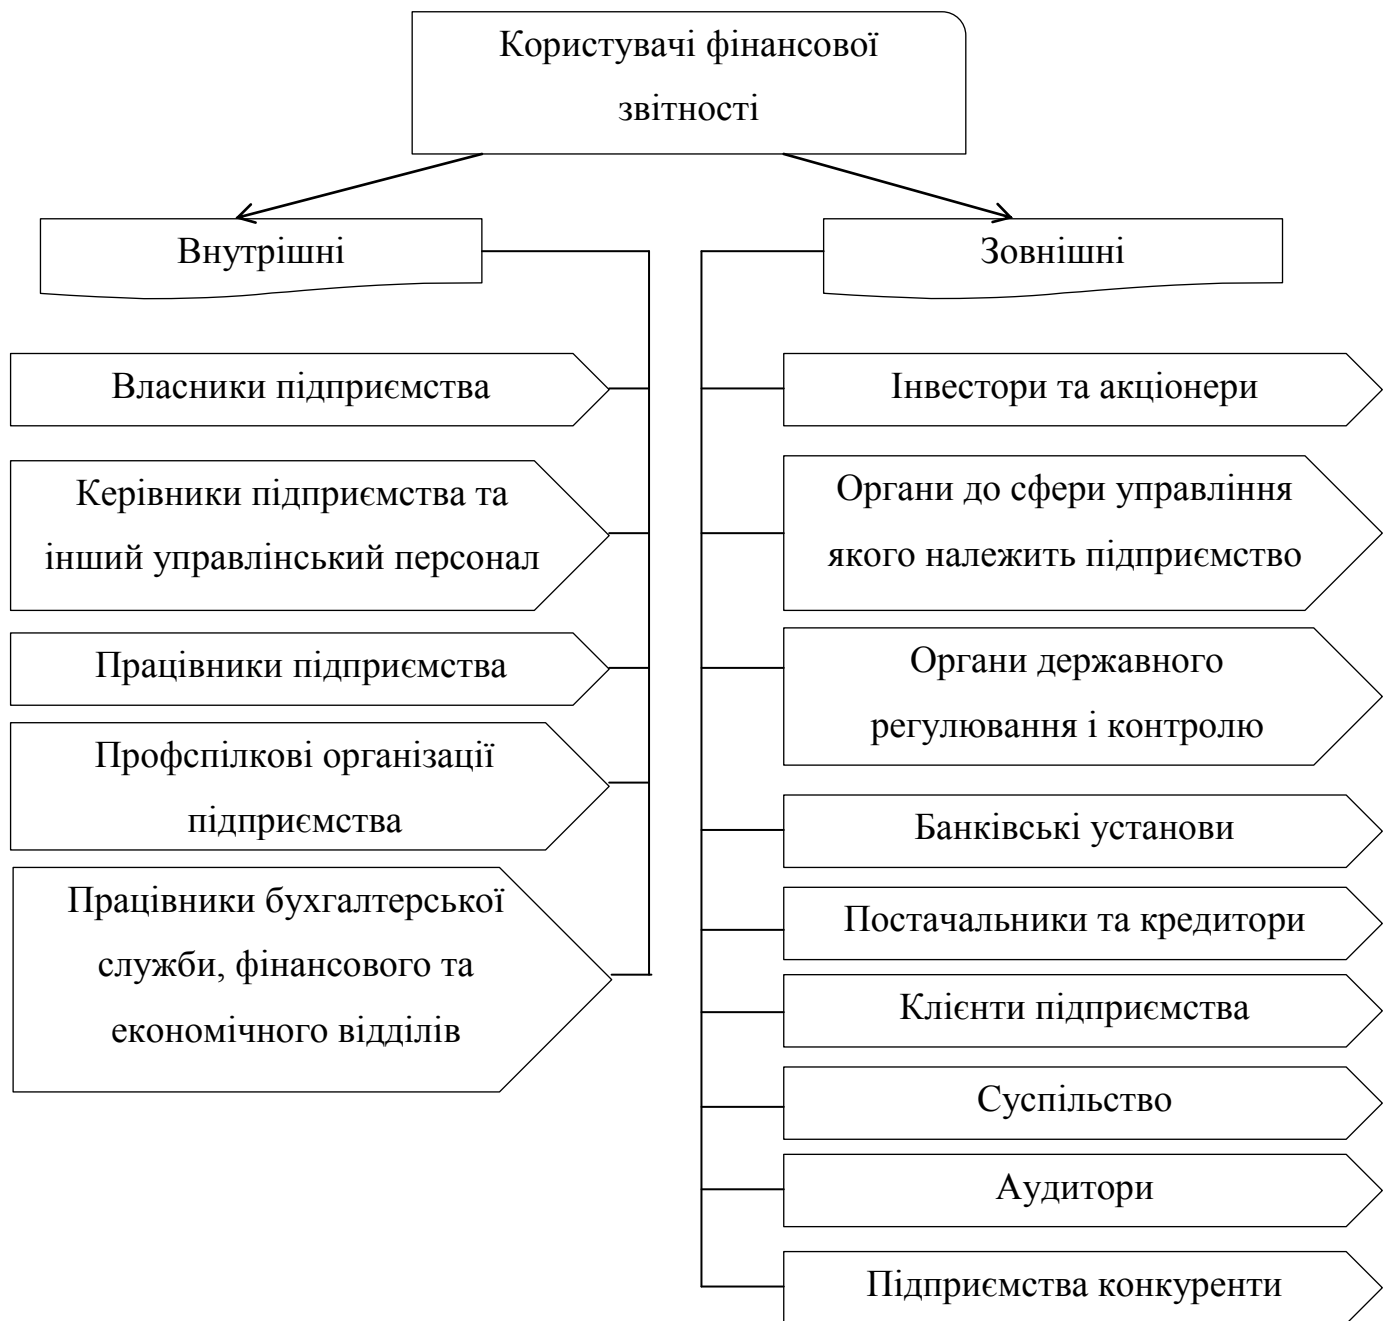 Користувачі фінансової
звітності
Внутрішні
Зовнішні
Власники підприємства
Керівники підприємства та
інший управлінський персонал
Працівники підприємства
Профспілкові організації
підприємства
Працівники бухгалтерської
служби, фінансового та
економічного відділів
Інвестори та акціонери
Органи до сфери управління
якого належить підприємство
Органи державного
регулювання і контролю
Банківські установи
Постачальники та кредитори
Клієнти підприємства
Суспільство
Аудитори
Підприємства конкуренти